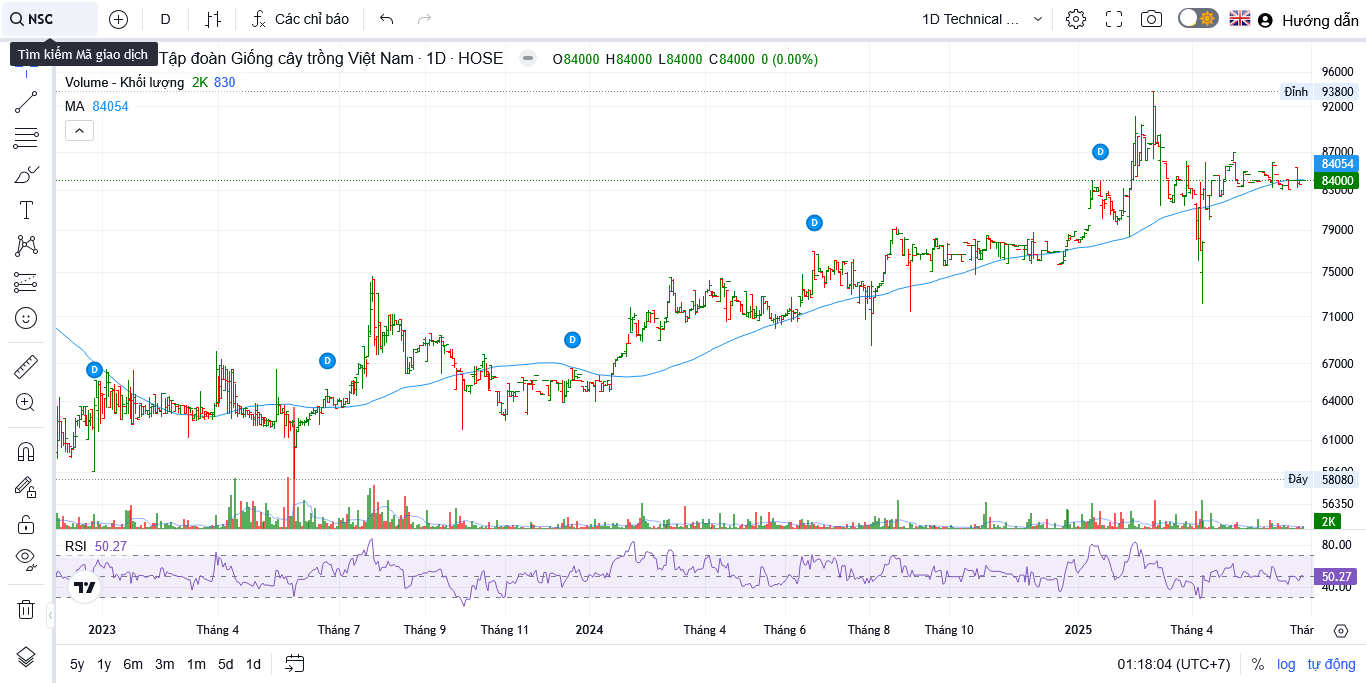 NSC
D
Các chỉ báo
1D Technical ...
Hướng dẫn
Tìm kiếm Mã giao dịch
Tập đoàn Giống cây trồng Việt Nam · 1D · HOSE
O84000 H84000 L84000 C84000 0 (0.00%)
Volume - Khối lượng 2K 830
MA 84054
96000
Đỉnh 93800
92000
87000
84054
84000
83000
79000
75000
71000
67000
64000
61000
58600
Đáy 58080
56350
2K
D
D
D
D
D
RSI 50.27
80.00
50.27
40.00
2023 Tháng 4 Tháng 7 Tháng 9 Tháng 11 2024 Tháng 4 Tháng 6 Tháng 8 Tháng 10 2025 Tháng 4 Thár
5y 1y 6m 3m 1m 5d 1d
01:18:04 (UTC+7) % log tự động